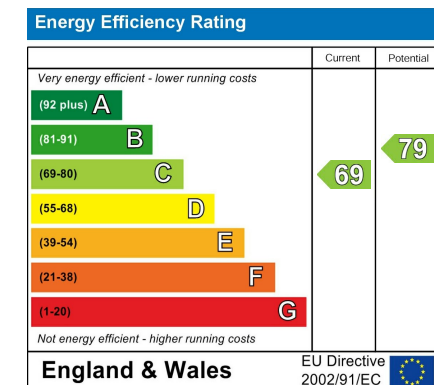 Energy Efficiency Rating
Current Potential
Very energy efficient - lower running costs
(92 plus) A
(81-91) B
79
(69-80) C
69
(55-68) D
(39-54) E
(21-38) F
(1-20) G
Not energy efficient - higher running costs
England & Wales
EU Directive
2002/91/EC